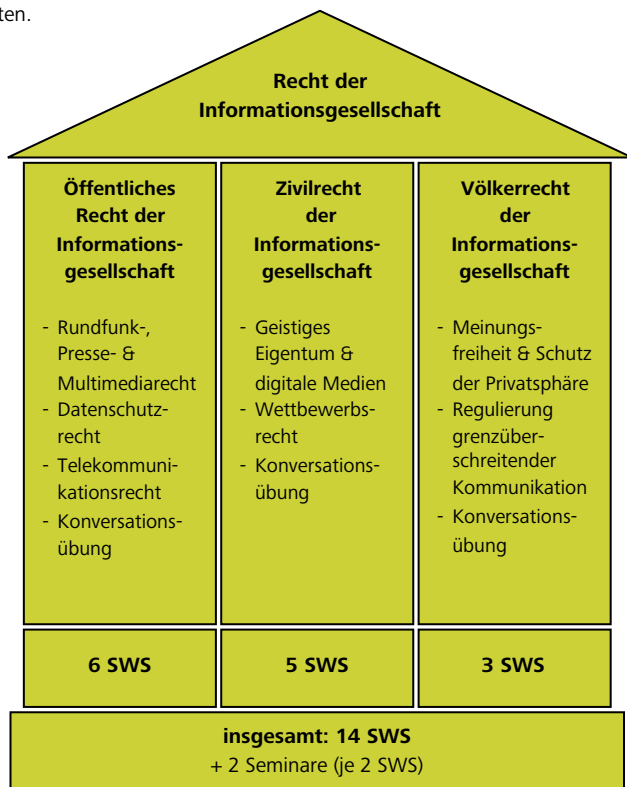 ten.
Recht der
Informationsgesellschaft
Öffentliches
Recht der
Informations-
gesellschaft
- Rundfunk-,
Presse- &
Multimediarecht
- Datenschutz-
recht
- Telekommuni-
kationsrecht
- Konversations-
übung
6 SWS
Zivilrecht
der
Informations-
gesellschaft
- Geistiges
Eigentum &
digitale Medien
- Wettbewerbs-
recht
- Konversations-
übung
5 SWS
Völkerrecht
der
Informations-
gesellschaft
- Meinungs-
freiheit & Schutz
der Privatsphäre
- Regulierung
grenzüber-
schreitender
Kommunikation
- Konversations-
übung
3 SWS
insgesamt: 14 SWS
+ 2 Seminare (je 2 SWS)